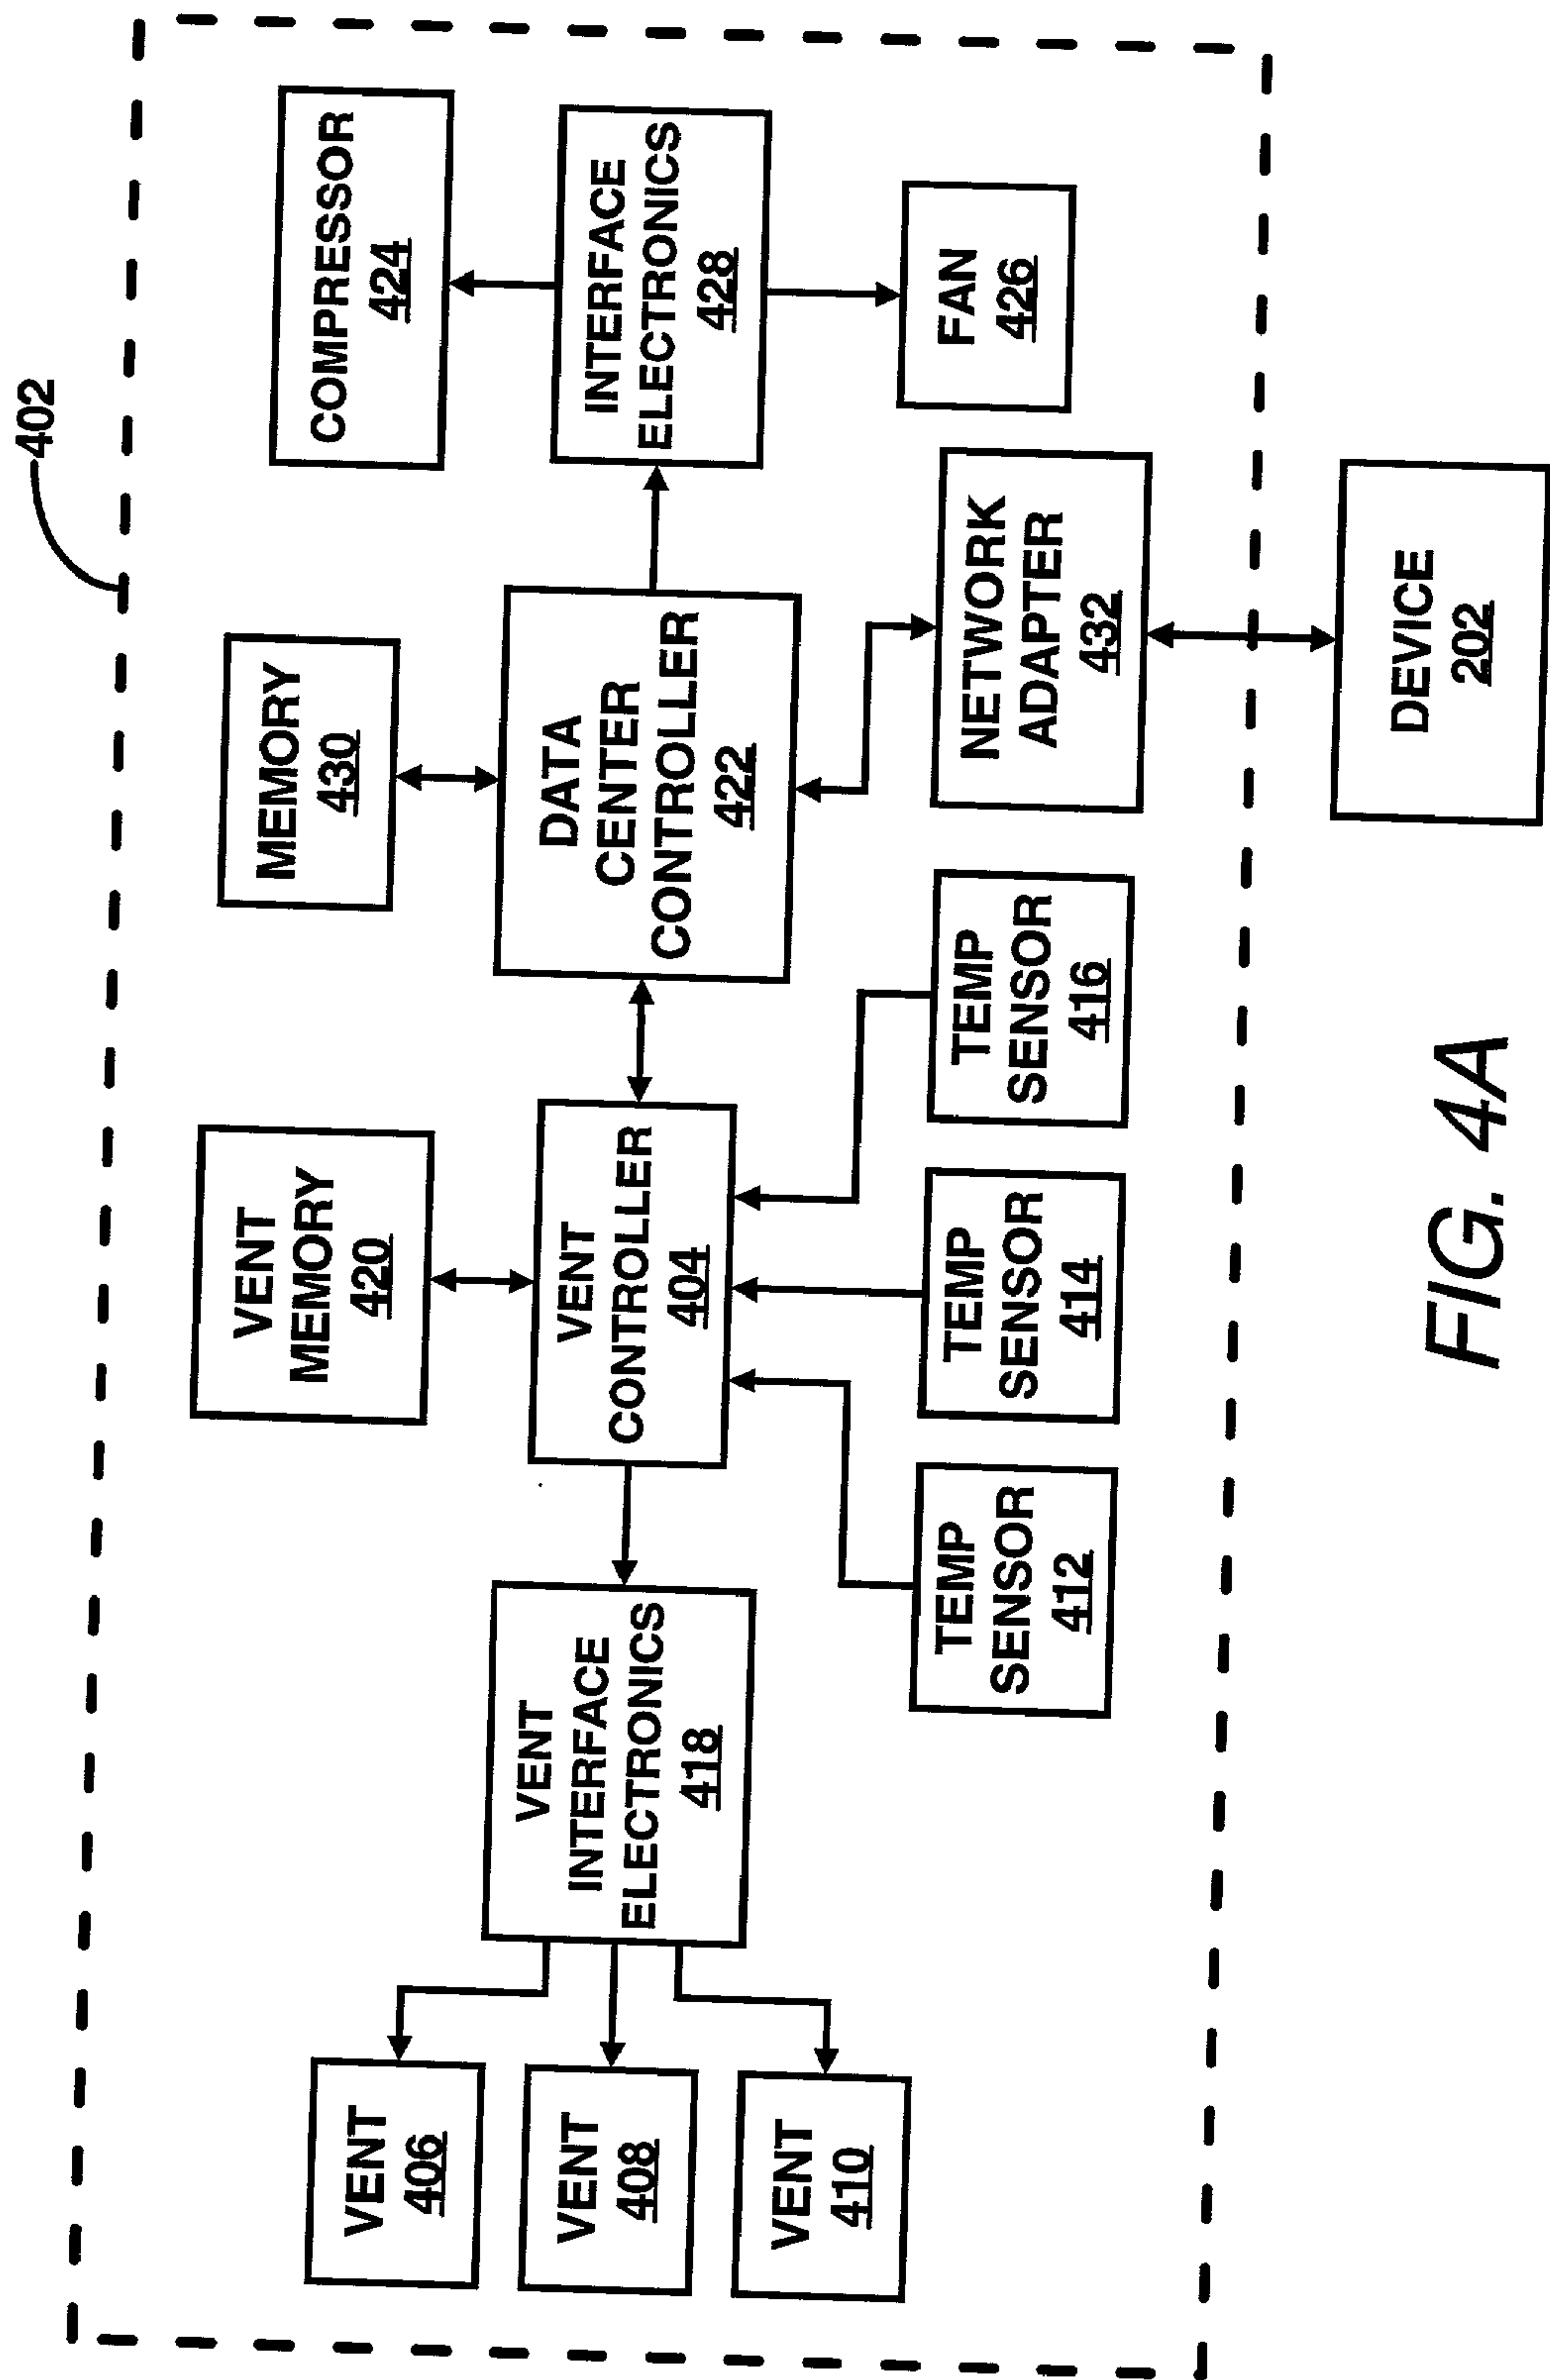 402
VENT
406
VENT
408
VENT
410
VENT
INTERFACE
ELECTRONICS
418
VENT
MEMORY
420
VENT
CONTROLLER
404
TEMP
SENSOR
412
TEMP
SENSOR
414
TEMP
SENSOR
416
MEMORY
430
DATA
CENTER
CONTROLLER
422
COMPRESSOR
424
INTERFACE
ELECTRONICS
428
FAN
426
NETWORK
ADAPTER
432
DEVICE
202
FIG. 4A